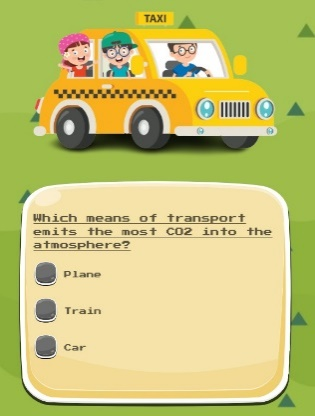 TAXI
Which means of transport
emits the most CO2 into the
atmosphere?
Plane
Train
Car